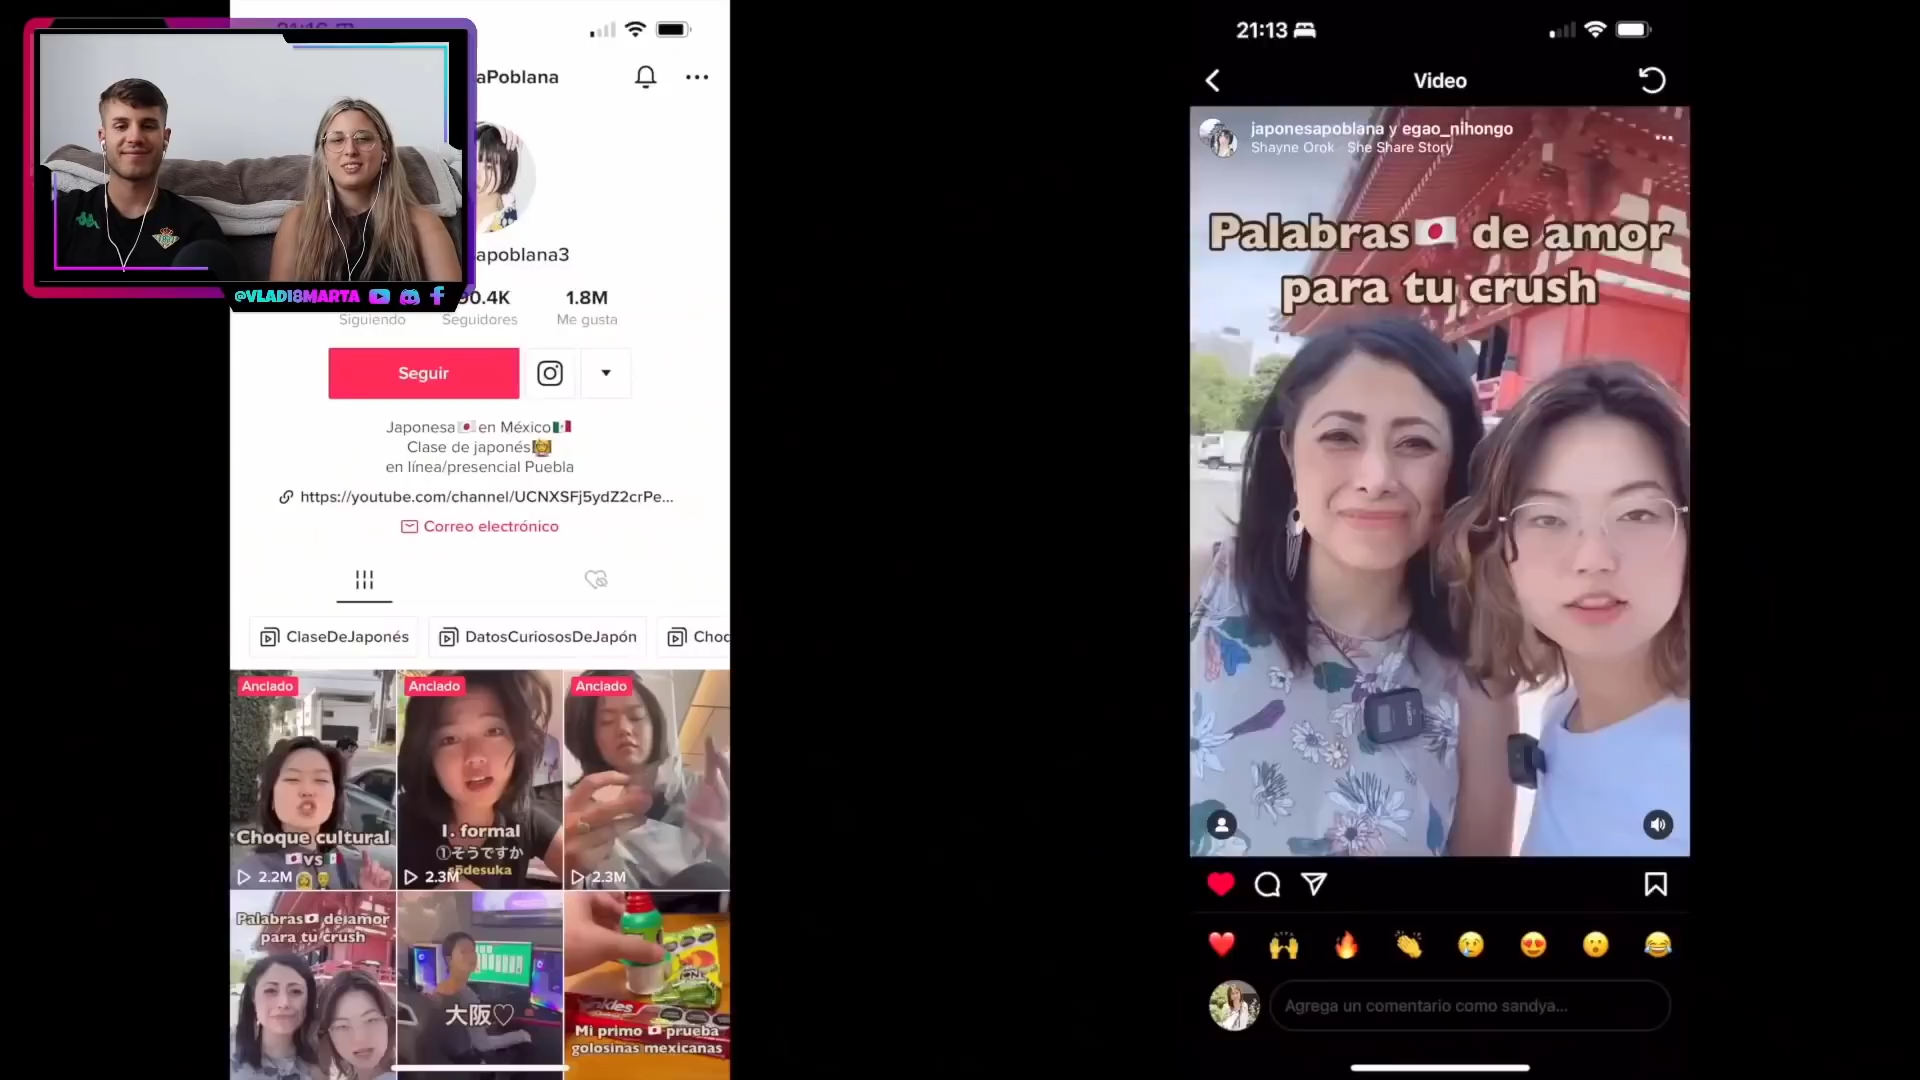 aPoblana
apoblana3
@VLADI8MARTA
90.4K
1.8M
Siguiendo
Seguidores
Me gusta
Seguir
Japonesa🇯🇵en México🇲🇽
Clase de japonés
en línea/presencial Puebla
https://youtube.com/channel/UCNXSFj5ydZ2crPe...
Correo electrónico
ClaseDeJaponés
DatosCuriososDeJapón
Choc
Anclado
Choque cultural
🇯🇵vs🇲🇽
2.2M
Anclado
1. formal
①そうですか
sōdesuka
2.3M
Anclado
2.3M
Palabras🇯🇵de amor
para tu crush
大阪♡
Mi primo🇯🇵prueba
golosinas mexicanas
21:13
Video
japonesapoblana y egao_nihongo
Shayne Orok She Share Story
Palabras🇯🇵de amor
para tu crush
Agrega un comentario como sandya...